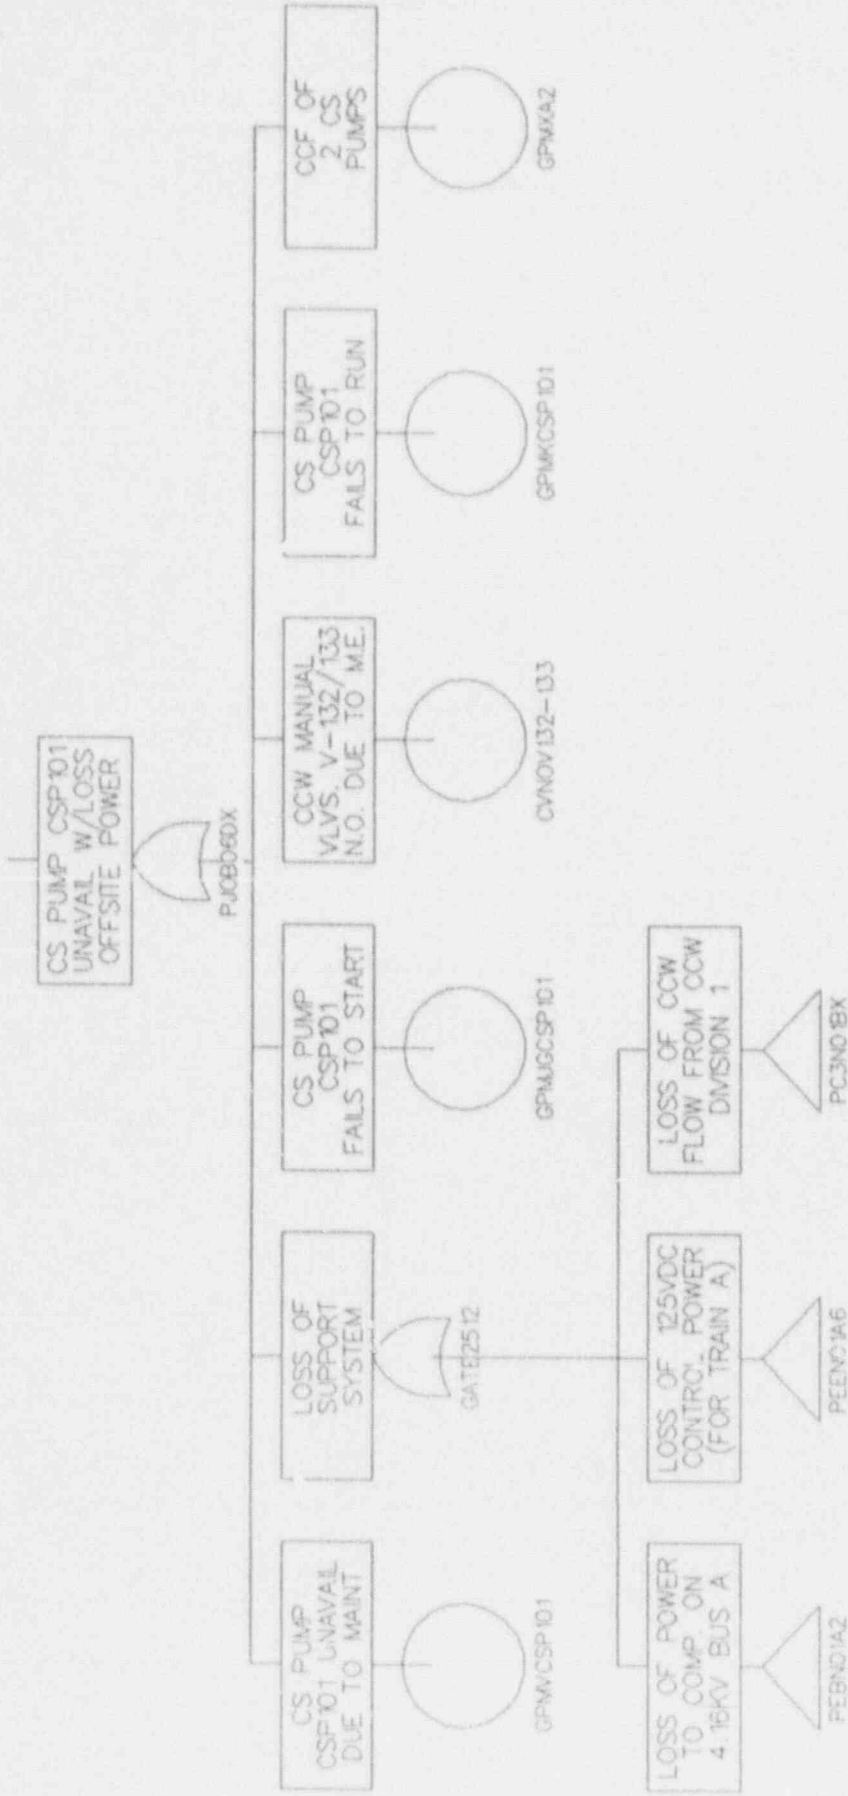 CS PUMP CSP101
UNAVAIL W/LOSS
OFFSITE POWER
PJOB06DX
CS PUMP
CSP101 UNAVAIL
DUE TO MAINT
GPMVCSP101
LOSS OF
SUPPORT
SYSTEM
GATE2512
CS PUMP
CSP101
FAILS TO START
GPMJGCSP101
CCW MANUAL
VLVS. V-132/133
N.O. DUE TO M.E.
CVNOV132-133
CS PUMP
CSP101
FAILS TO RUN
GPMKCSP101
CCF OF
2 CS
PUMPS
GPMXA2
LOSS OF POWER
TO COMP. ON
4.16KV BUS A
PEBN01A2
LOSS OF 125VDC
CONTROL POWER
(FOR TRAIN A)
PEEN01A6
LOSS OF CCW
FLOW FROM CCW
DIVISION 1
PC3N01BX